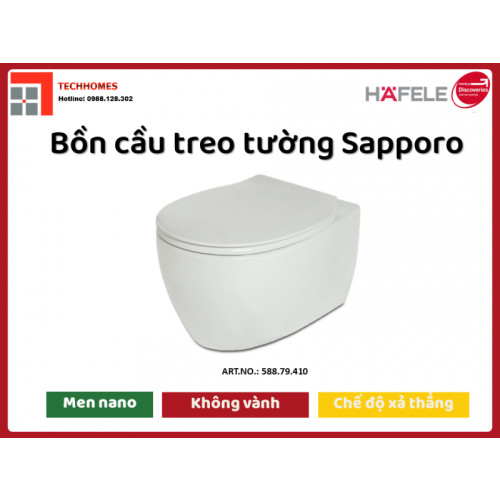 TECHHOMES
Hotline: 0988.128.302
HÄFELE
Discoveries
Bồn cầu treo tường Sapporo
ART.NO.: 588.79.410
Men nano
Không vành
Chế độ xả thẳng